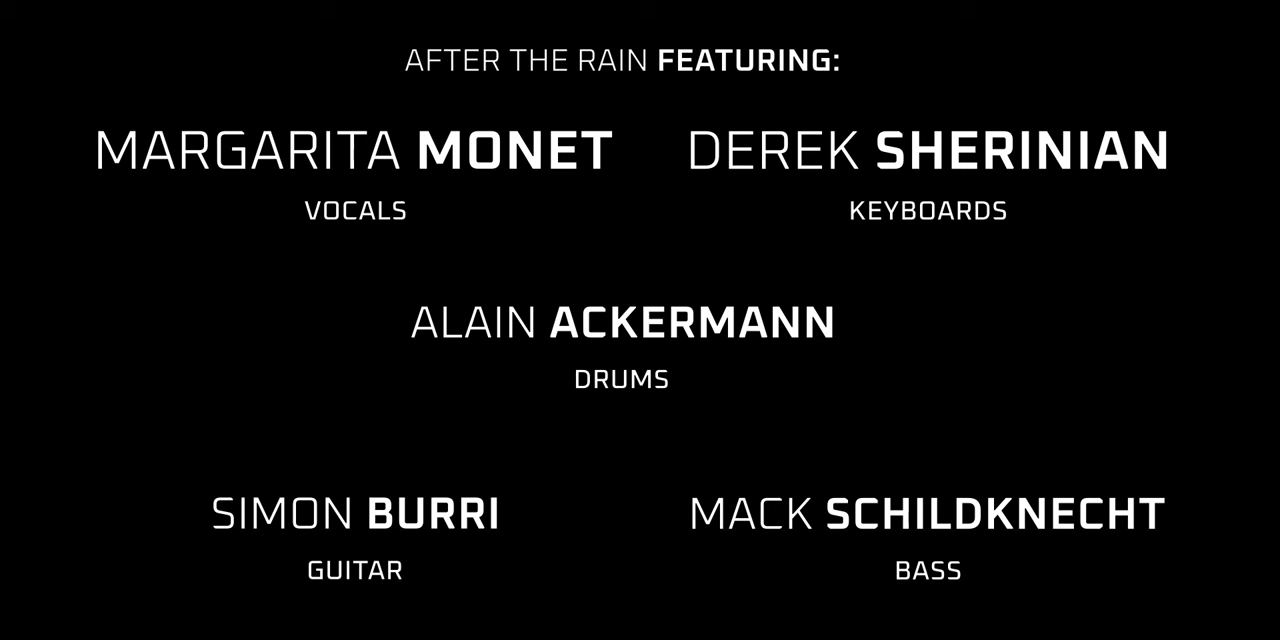 AFTER THE RAIN FEATURING:
MARGARITA MONET
VOCALS
DEREK SHERINIAN
KEYBOARDS
ALAIN ACKERMANN
DRUMS
SIMON BURRI
GUITAR
MACK SCHILDKNECHT
BASS